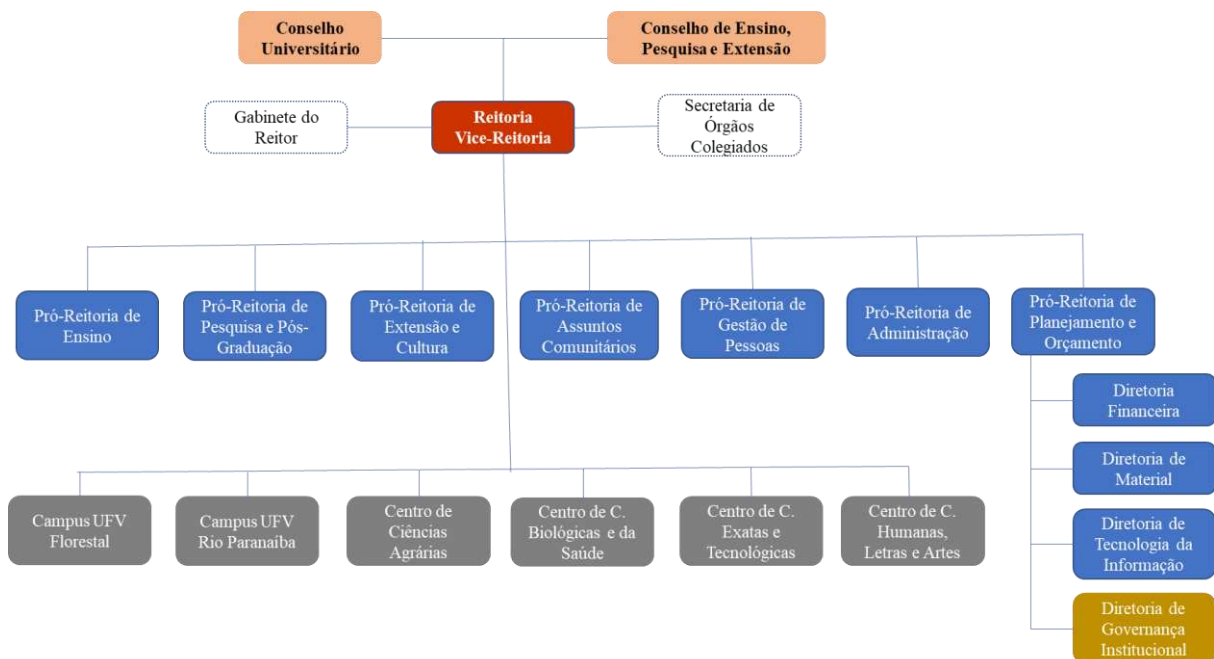 Conselho
Universitário
Conselho de Ensino,
Pesquisa e Extensão
Gabinete do
Reitor
Reitoria
Vice-Reitoria
Secretaria de
Órgãos
Colegiados
Pró-Reitoria de
Ensino
Pró-Reitoria de
Pesquisa e Pós-
Graduação
Pró-Reitoria de
Extensão e
Cultura
Pró-Reitoria de
Assuntos
Comunitários
Pró-Reitoria de
Gestão de
Pessoas
Pró-Reitoria de
Administração
Pró-Reitoria de
Planejamento e
Orçamento
Diretoria
Financeira
Diretoria de
Material
Diretoria de
Tecnologia da
Informação
Diretoria de
Governança
Institucional
Campus UFV
Florestal
Campus UFV
Rio Paranaíba
Centro de
Ciências
Agrárias
Centro de C.
Biológicas e da
Saúde
Centro de C.
Exatas e
Tecnológicas
Centro de C.
Humanas,
Letras e Artes